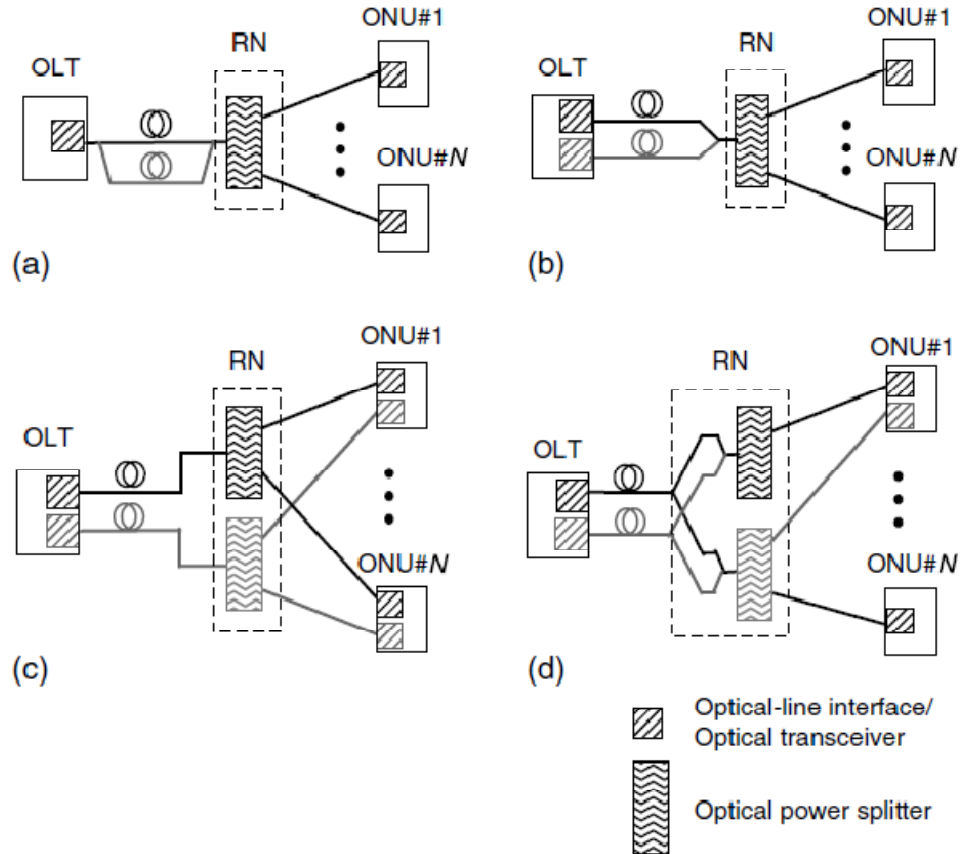 ONU#1
OLT
RN
ONU#N
(a)
ONU#1
OLT
RN
ONU#N
(b)
ONU#1
RN
OLT
ONU#N
(c)
ONU#1
RN
OLT
ONU#N
(d)
Optical-line interface/
Optical transceiver
Optical power splitter